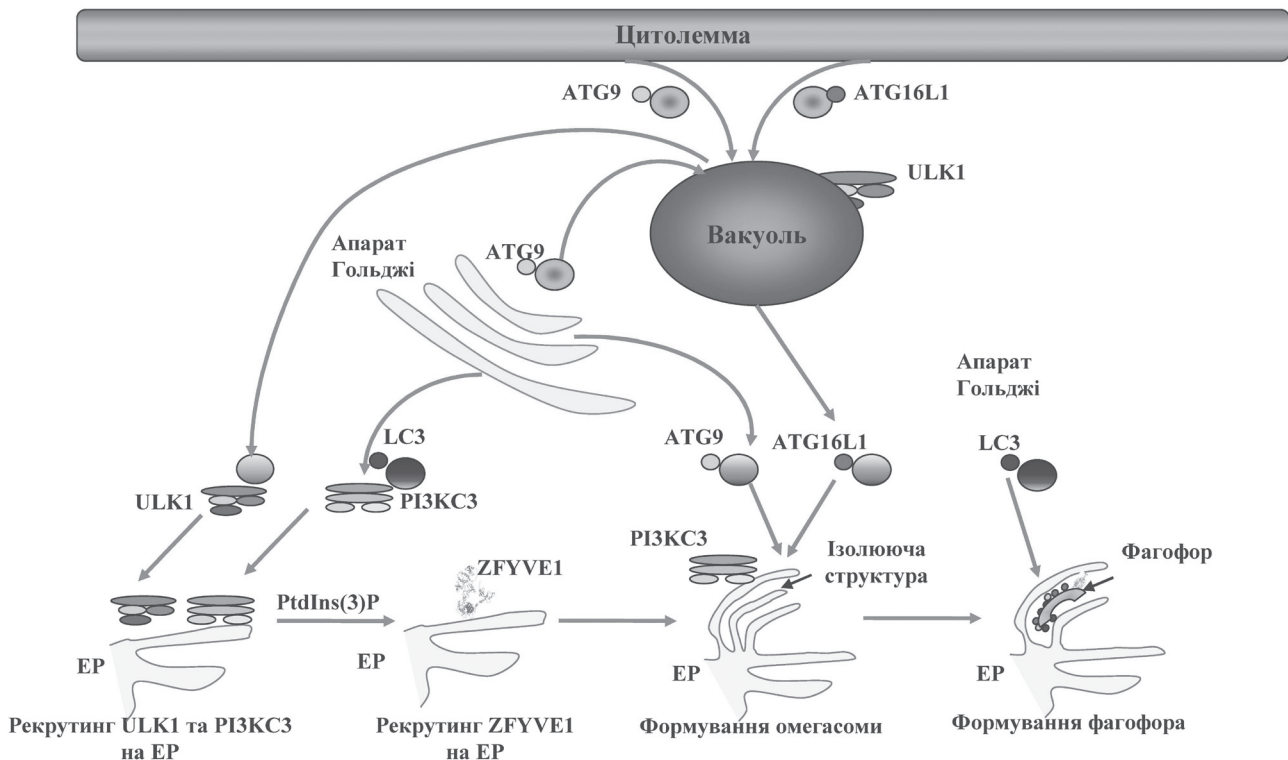 Цитолемма
ATG9
ATG16L1
ULK1
Вакуоль
Апарат
Гольджі
ATG9
Апарат
Гольджі
LC3
ATG9
ATG16L1
LC3
ULK1
PI3KC3
PI3KC3
Ізолююча
структура
Фагофор
ZFYVE1
PtdIns(3)P
ЕР
ЕР
ЕР
ЕР
Рекрутинг ULK1 та PI3KC3
на ЕР
Рекрутинг ZFYVE1
на ЕР
Формування омегасоми
Формування фагофора